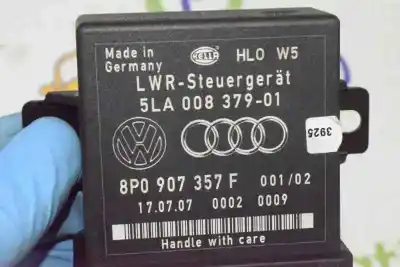 Made in
Germany
HELLA
HLO W5
LWR-Steuergerät
5LA 008 379-01
3925
8P0 907 357 F 001/02
17.07.07 0002 0009
Handle with care